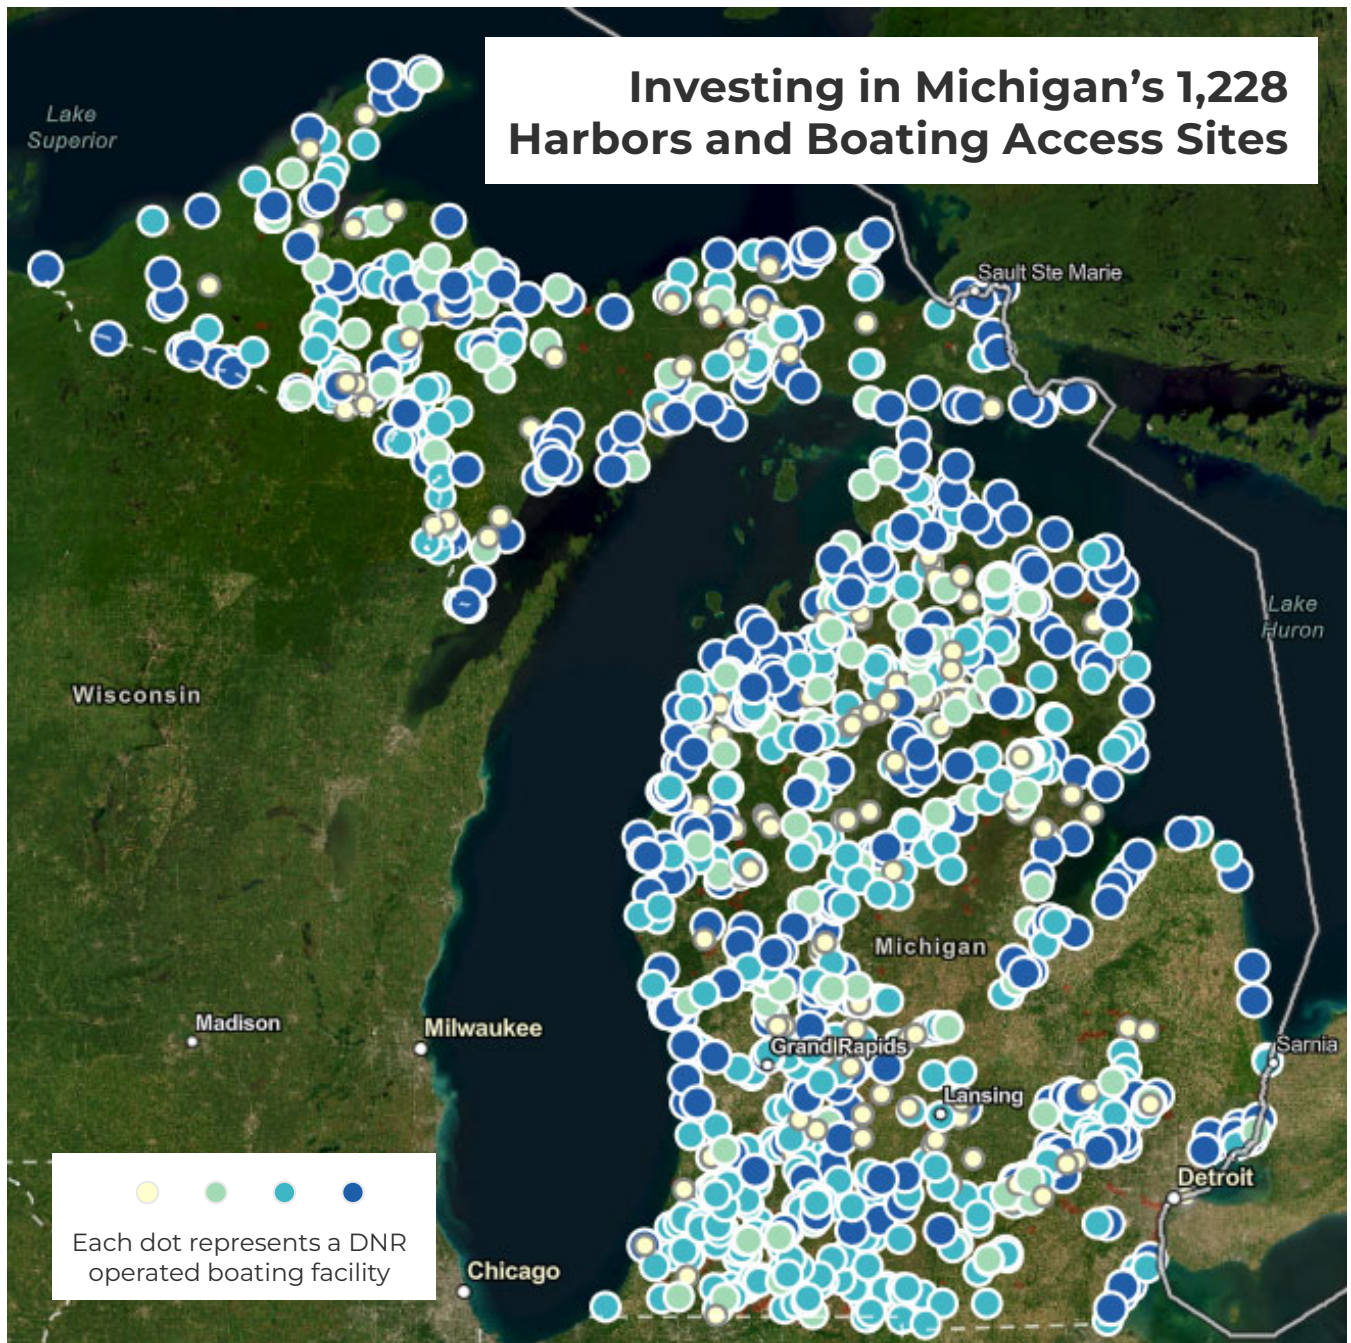 Investing in Michigan’s 1,228
Harbors and Boating Access Sites
Lake
Superior
Sault Ste Marie
Lake
Huron
Wisconsin
Michigan
Madison
Milwaukee
Grand Rapids
Sarnia
Lansing
Detroit
Each dot represents a DNR
operated boating facility
Chicago